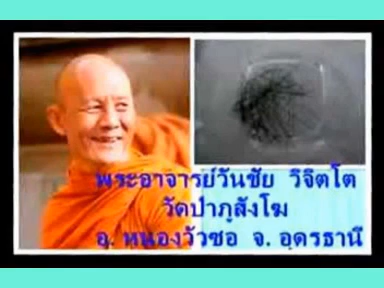 พระอาจารย์วันชัย วิจิตโต
วัดป่าภูสังโฆ
อ. หนองวัวซอ จ. อุดรธานี